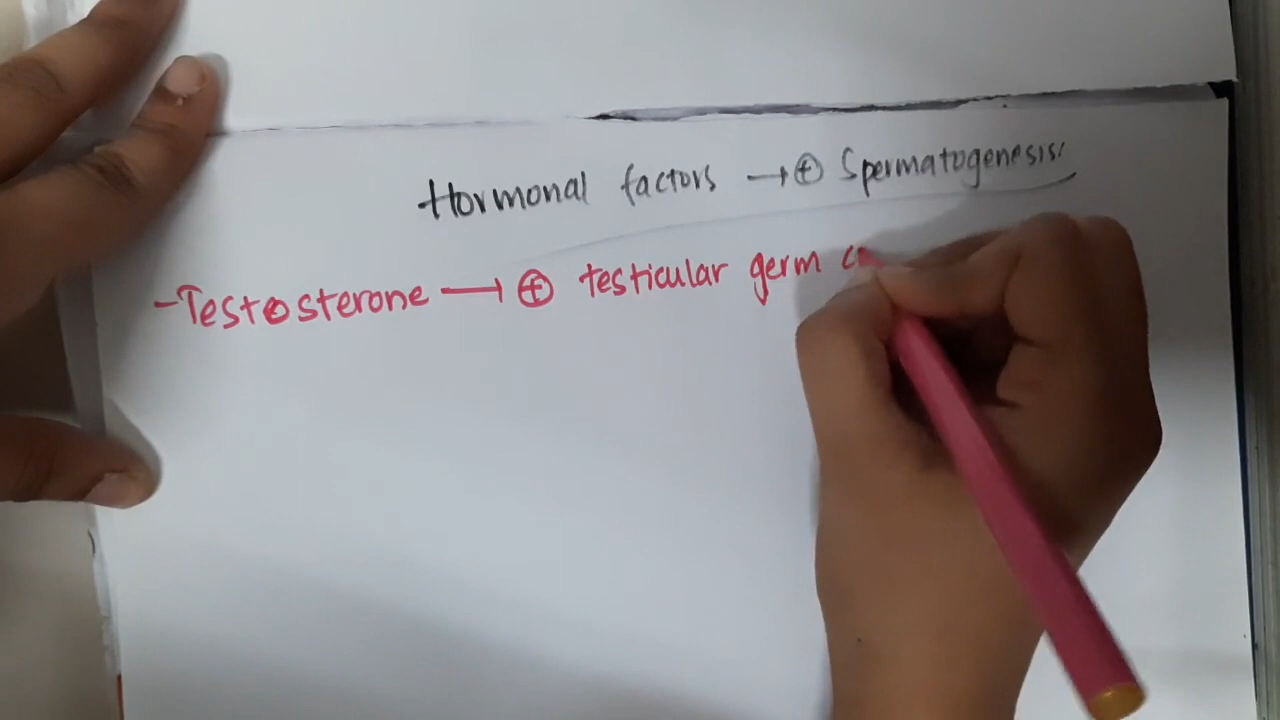 Hormonal factors → ⊕ Spermatogenesis:
- Testosterone → ⊕ testicular germ